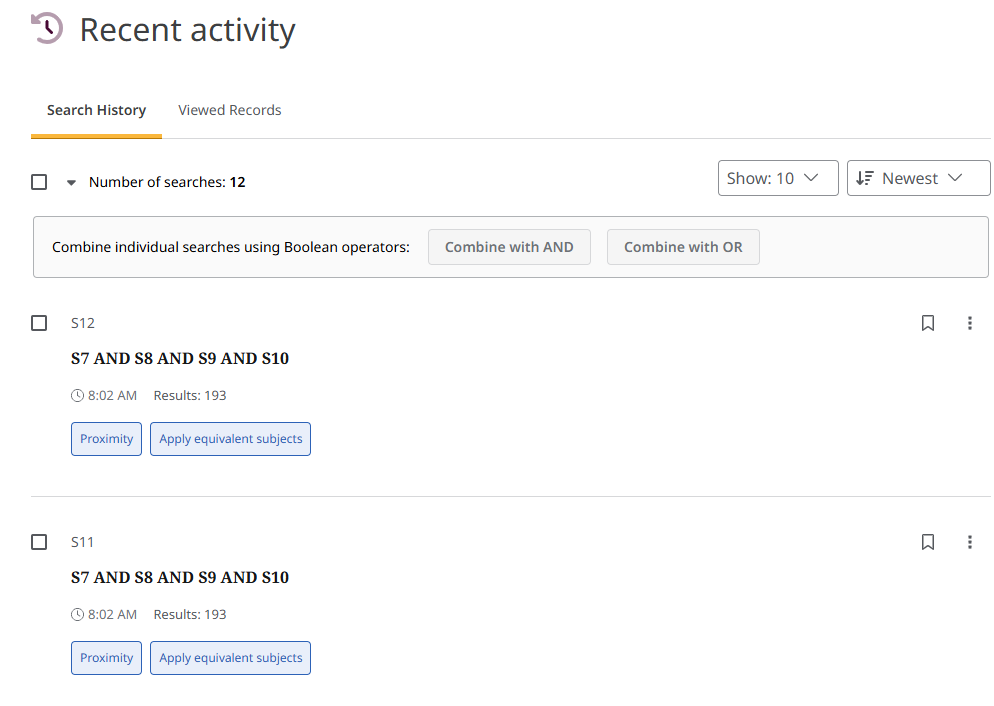 Recent activity
Search History Viewed Records
Number of searches: 12 Show: 10 Newest
Combine individual searches using Boolean operators: Combine with AND Combine with OR
S12
S7 AND S8 AND S9 AND S10
8:02 AM Results: 193
Proximity Apply equivalent subjects
S11
S7 AND S8 AND S9 AND S10
8:02 AM Results: 193
Proximity Apply equivalent subjects